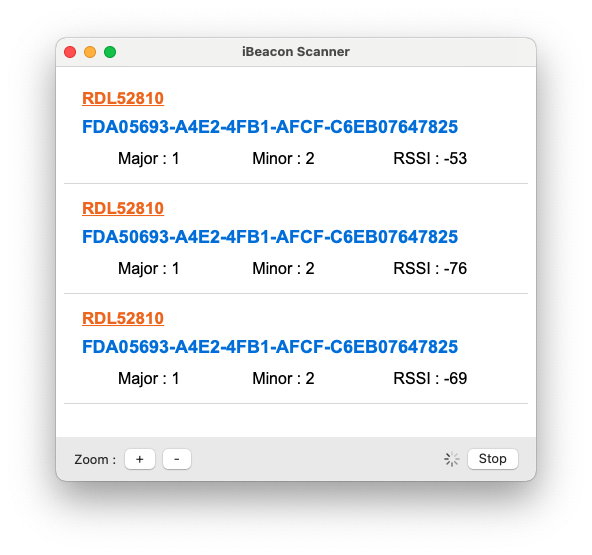 iBeacon Scanner
RDL52810
FDA05693-A4E2-4FB1-AFCF-C6EB07647825
Major : 1 Minor : 2 RSSI : -53
RDL52810
FDA50693-A4E2-4FB1-AFCF-C6EB07647825
Major : 1 Minor : 2 RSSI : -76
RDL52810
FDA05693-A4E2-4FB1-AFCF-C6EB07647825
Major : 1 Minor : 2 RSSI : -69
Zoom : + - Stop